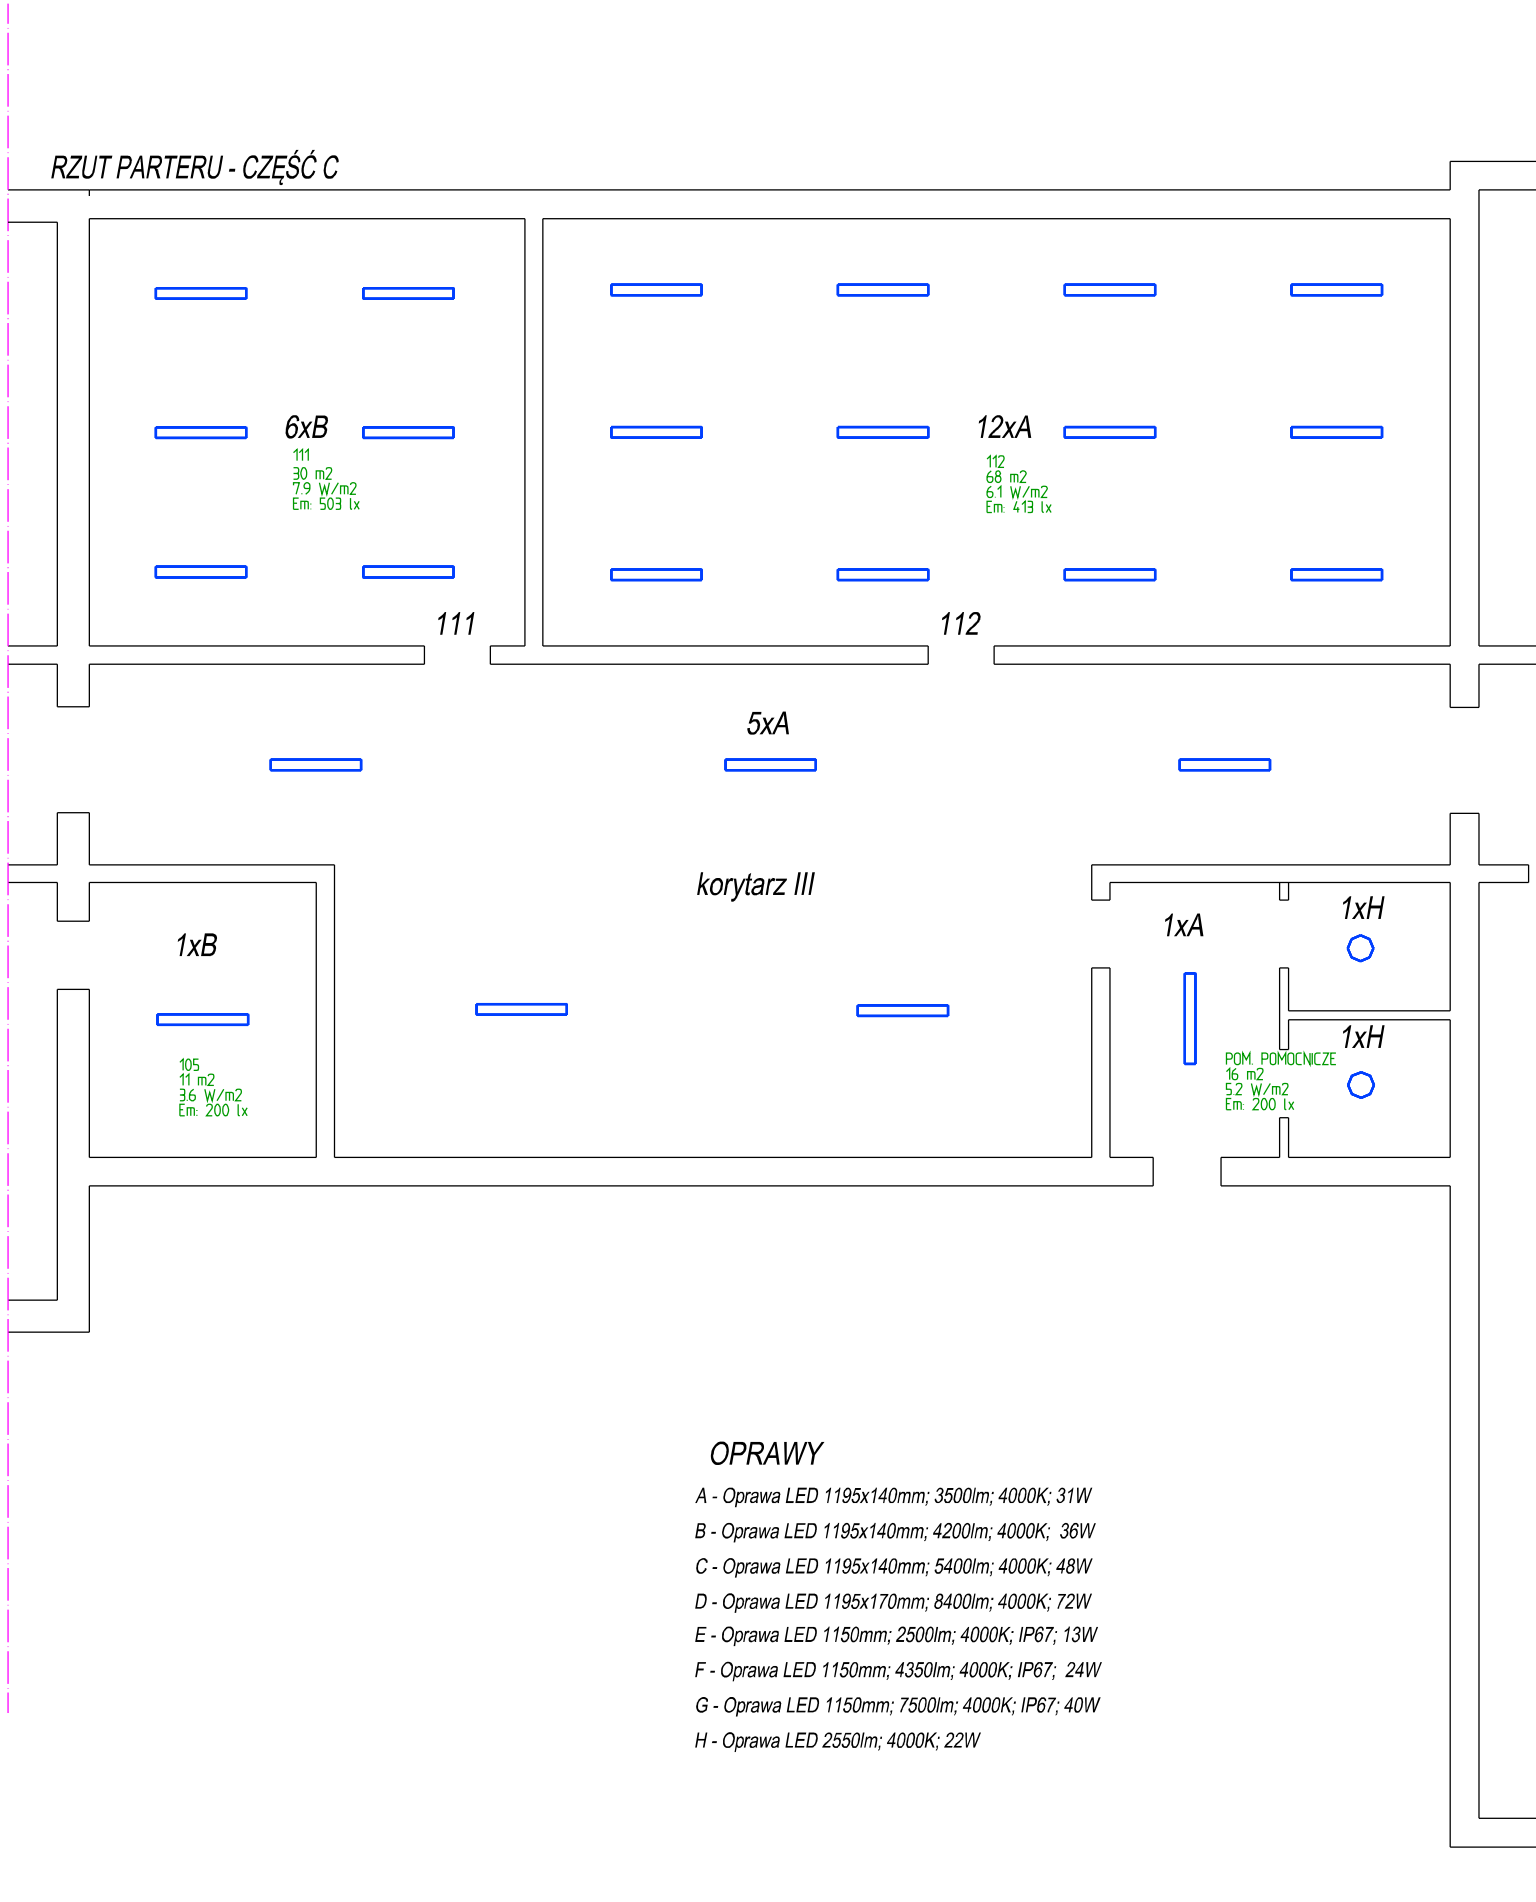 RZUT PARTERU - CZĘŚĆ C
6xB
111
30 m2
7.9 W/m2
Em: 503 lx
12xA
112
68 m2
6.1 W/m2
Em: 413 lx
111
112
5xA
korytarz III
1xB
105
11 m2
3.6 W/m2
Em: 200 lx
1xA
1xH
1xH
POM. POMOCNICZE
16 m2
5.2 W/m2
Em: 200 lx
OPRAWY
A - Oprawa LED 1195x140mm; 3500lm; 4000K; 31W
B - Oprawa LED 1195x140mm; 4200lm; 4000K; 36W
C - Oprawa LED 1195x140mm; 5400lm; 4000K; 48W
D - Oprawa LED 1195x170mm; 8400lm; 4000K; 72W
E - Oprawa LED 1150mm; 2500lm; 4000K; IP67; 13W
F - Oprawa LED 1150mm; 4350lm; 4000K; IP67; 24W
G - Oprawa LED 1150mm; 7500lm; 4000K; IP67; 40W
H - Oprawa LED 2550lm; 4000K; 22W